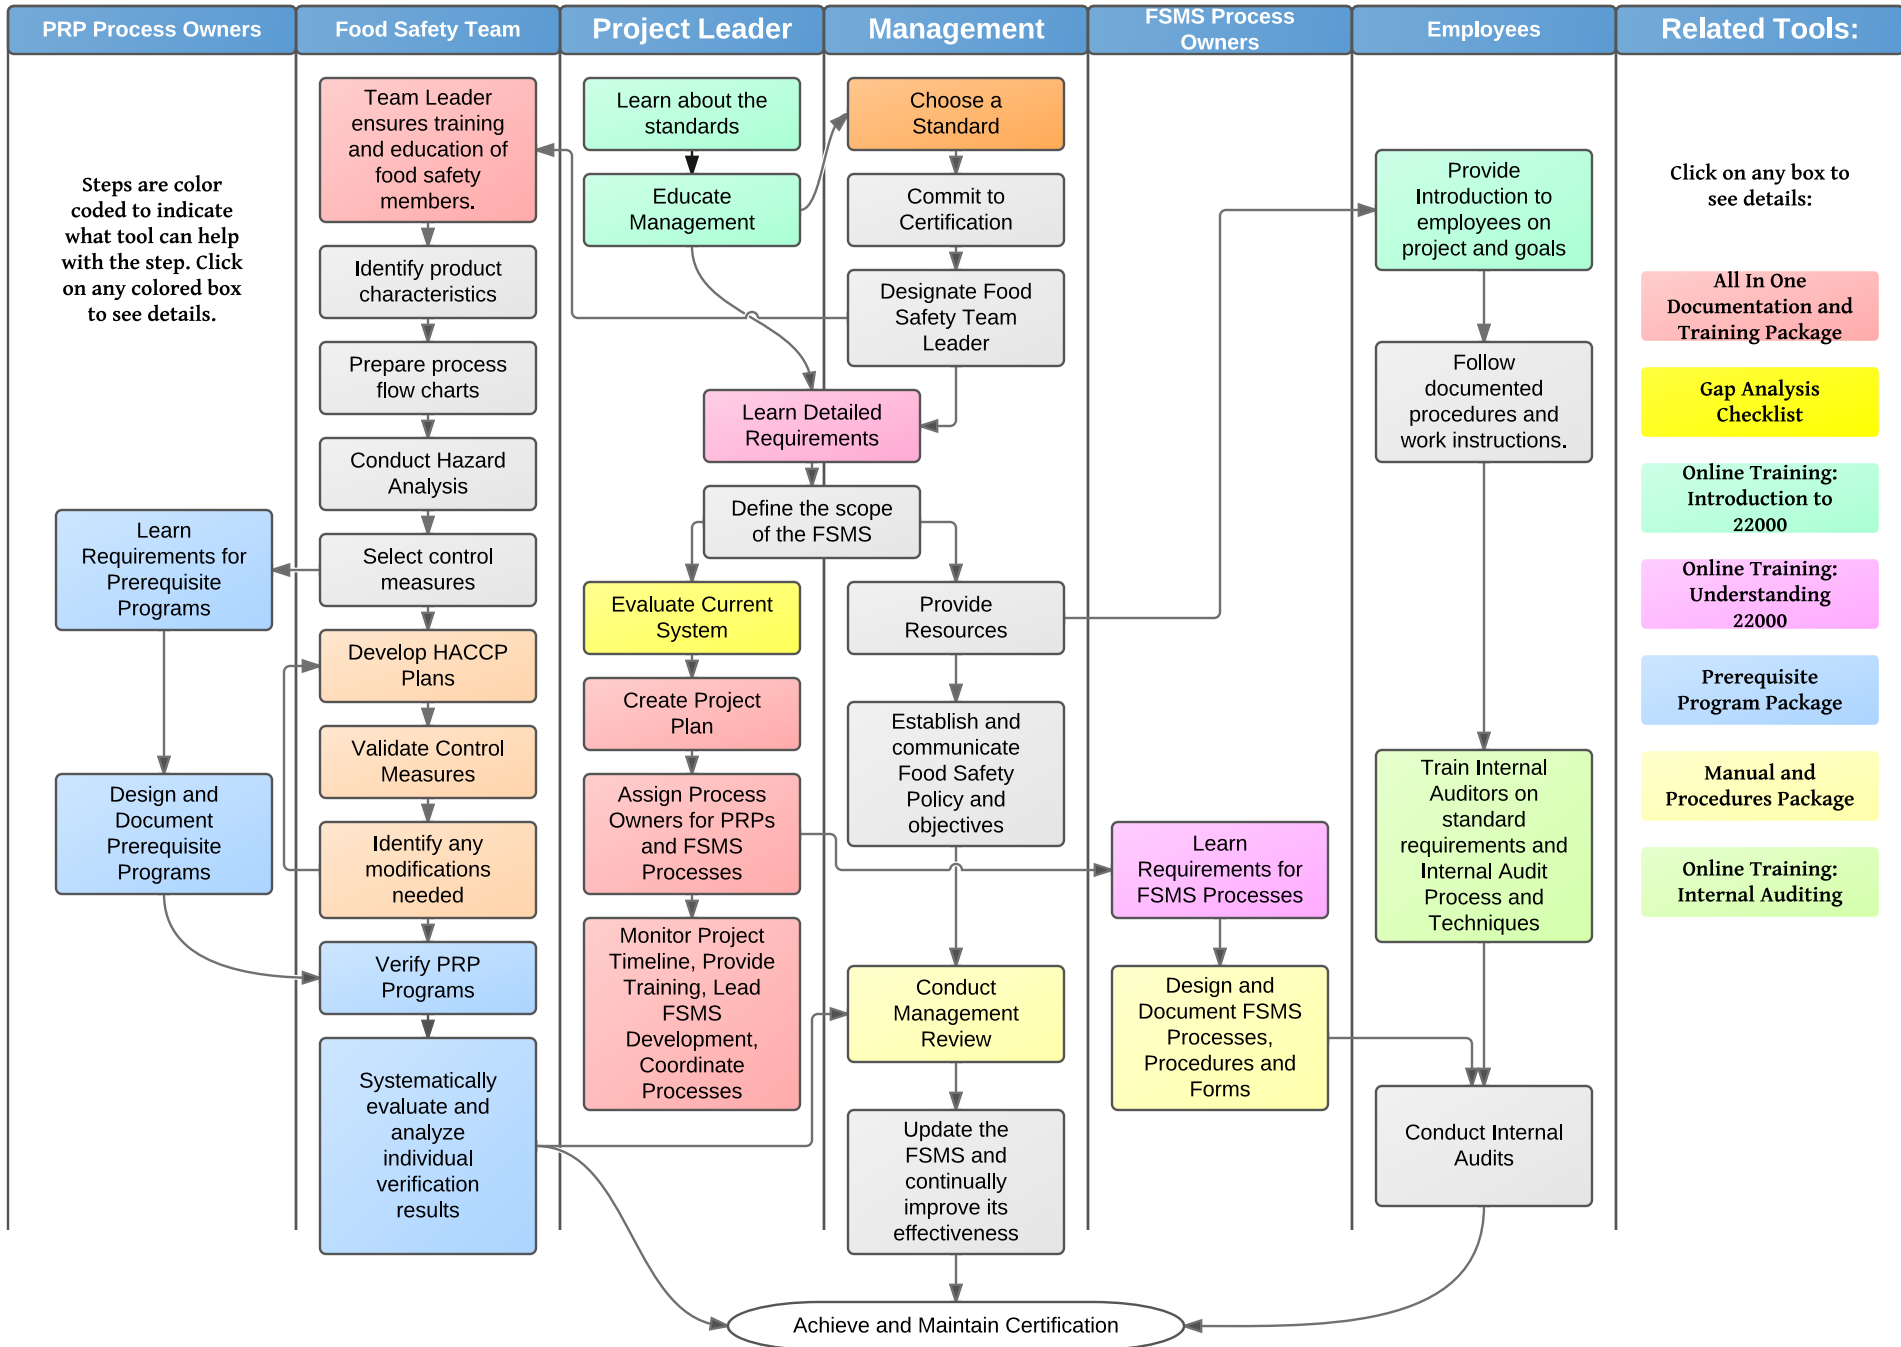 PRP Process Owners
Food Safety Team
Project Leader
Management
FSMS Process
Owners
Employees
Related Tools:
Steps are color
coded to indicate
what tool can help
with the step. Click
on any colored box
to see details.
Learn
Requirements for
Prerequisite
Programs
Design and
Document
Prerequisite
Programs
Team Leader
ensures training
and education of
food safety
members.
Identify product
characteristics
Prepare process
flow charts
Conduct Hazard
Analysis
Select control
measures
Develop HACCP
Plans
Validate Control
Measures
Identify any
modifications
needed
Verify PRP
Programs
Systematically
evaluate and
analyze
individual
verification
results
Learn about the
standards
Educate
Management
Learn Detailed
Requirements
Define the scope
of the FSMS
Evaluate Current
System
Create Project
Plan
Assign Process
Owners for PRPs
and FSMS
Processes
Monitor Project
Timeline, Provide
Training, Lead
FSMS
Development,
Coordinate
Processes
Choose a
Standard
Commit to
Certification
Designate Food
Safety Team
Leader
Provide
Resources
Establish and
communicate
Food Safety
Policy and
objectives
Conduct
Management
Review
Update the
FSMS and
continually
improve its
effectiveness
Learn
Requirements for
FSMS Processes
Design and
Document FSMS
Processes,
Procedures and
Forms
Provide
Introduction to
employees on
project and goals
Follow
documented
procedures and
work instructions.
Train Internal
Auditors on
standard
requirements and
Internal Audit
Process and
Techniques
Conduct Internal
Audits
Click on any box to
see details:
All In One
Documentation and
Training Package
Gap Analysis
Checklist
Online Training:
Introduction to
22000
Online Training:
Understanding
22000
Prerequisite
Program Package
Manual and
Procedures Package
Online Training:
Internal Auditing
Achieve and Maintain Certification